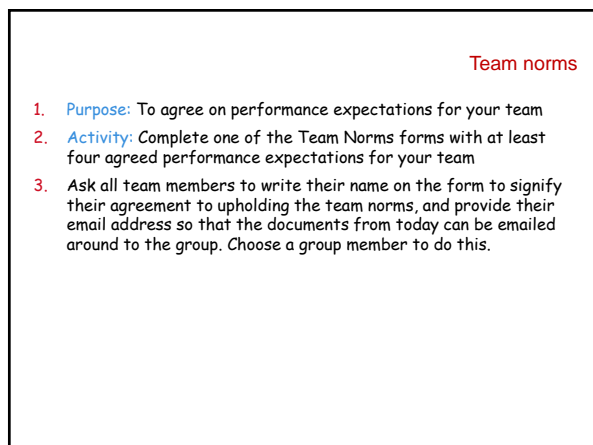 Team norms
1. Purpose: To agree on performance expectations for your team
2. Activity: Complete one of the Team Norms forms with at least
four agreed performance expectations for your team
3. Ask all team members to write their name on the form to signify
their agreement to upholding the team norms, and provide their
email address so that the documents from today can be emailed
around to the group. Choose a group member to do this.